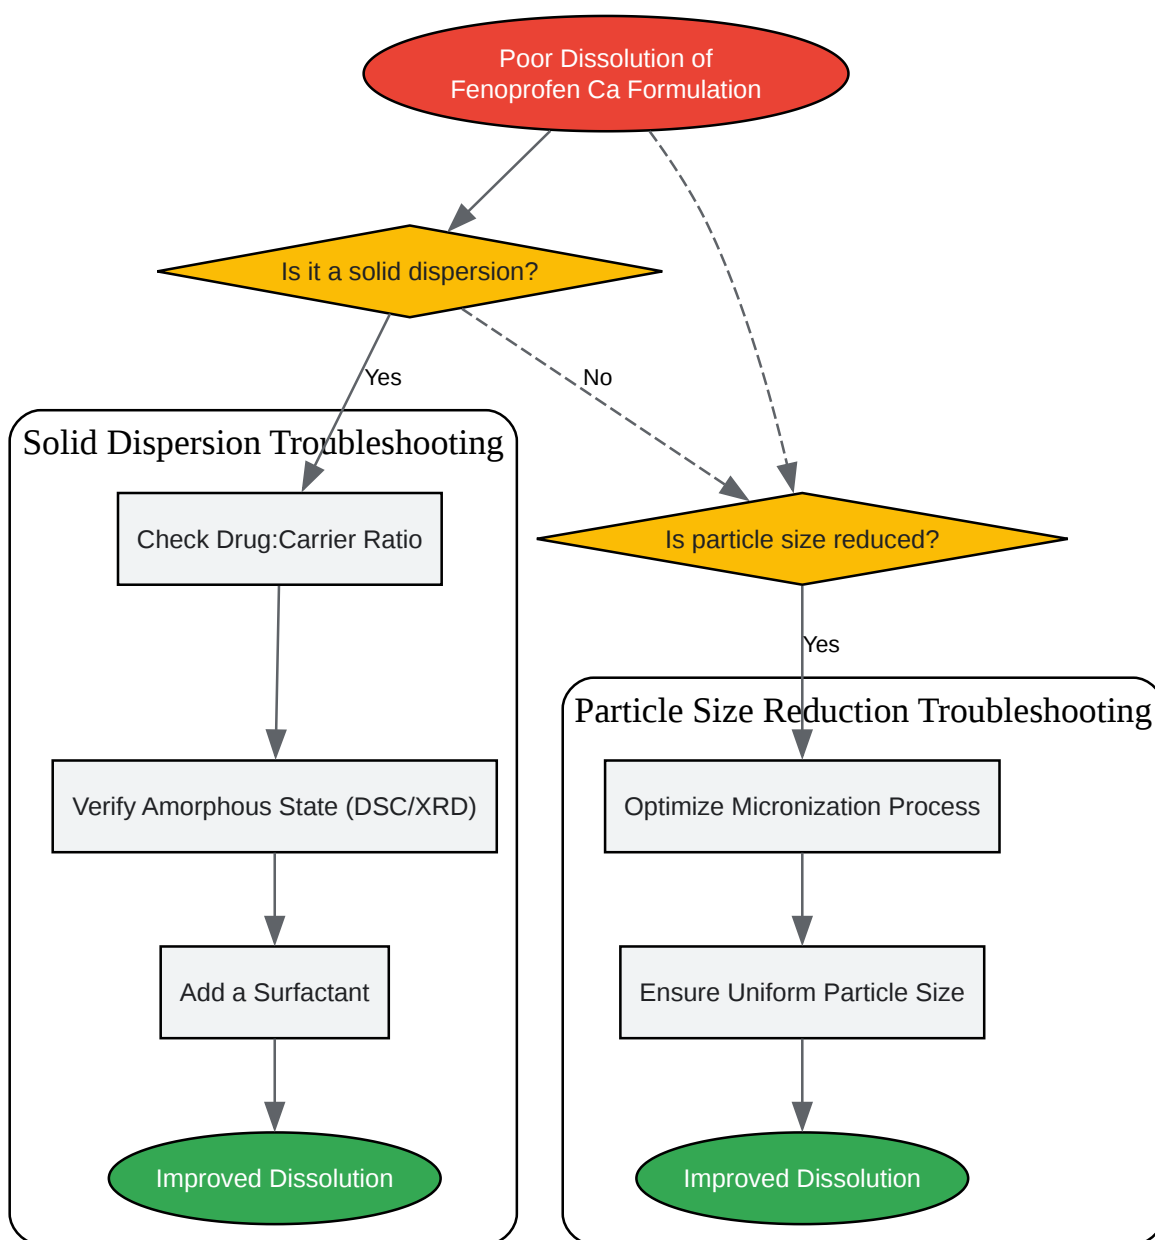 Poor Dissolution of
Fenoprofen Ca Formulation
Is it a solid dispersion?
Yes
No
Solid Dispersion Troubleshooting
Check Drug:Carrier Ratio
Is particle size reduced?
Yes
Particle Size Reduction Troubleshooting
Verify Amorphous State (DSC/XRD)
Optimize Micronization Process
Add a Surfactant
Ensure Uniform Particle Size
Improved Dissolution
Improved Dissolution